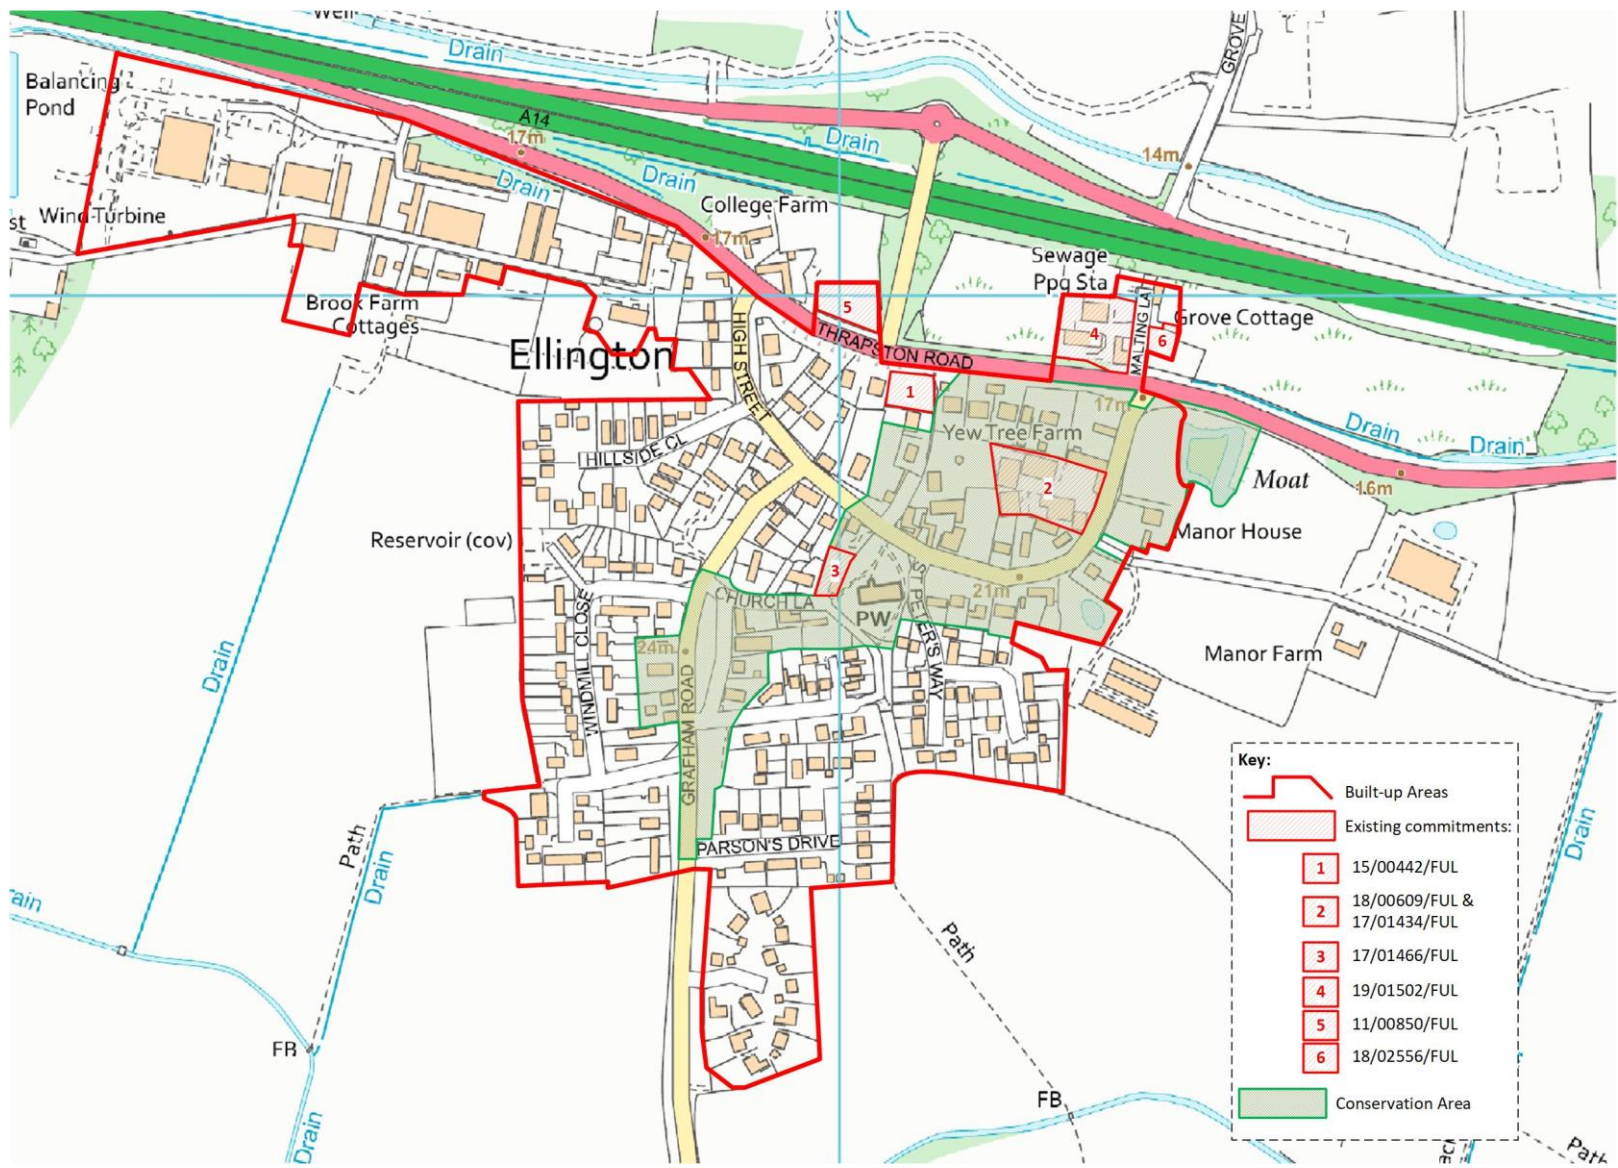 Well
Drain
Balancing
Pond
A14
17m
Drain
Drain
Drain
GROVE
14m
st
Wind Turbine
College Farm
17m
Sewage
Ppg Sta
Brook Farm
Cottages
5
THRAPSTON ROAD
4
MALTING LA
Grove Cottage
6
Ellington
HIGH STREET
1
17m
Drain
Drain
Yew Tree Farm
HILLSIDE CL
2
Moat
16m
Reservoir (cov)
Manor House
3
21m
CHURCH LA
PW
ST PETER'S WAY
WINDMILL CLOSE
24m
Manor Farm
Drain
GRAFHAM ROAD
PARSON'S DRIVE
Path
Drain
Drain
Path
FB
FB
Drain
Path
Key:
Built-up Areas
Existing commitments:
1 15/00442/FUL
2 18/00609/FUL &
17/01434/FUL
3 17/01466/FUL
4 19/01502/FUL
5 11/00850/FUL
6 18/02556/FUL
Conservation Area